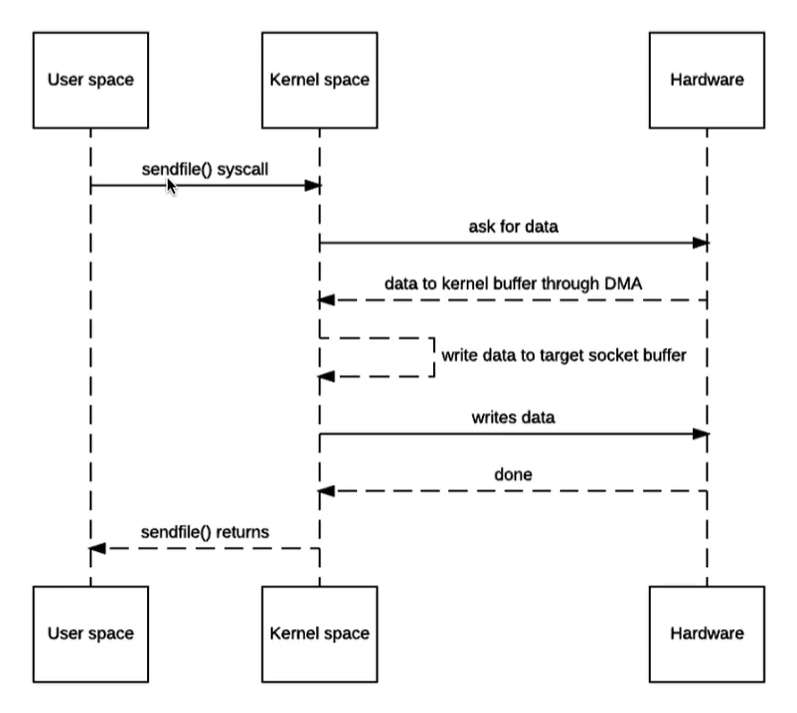 User space
Kernel space
Hardware
sendfile() syscall
ask for data
data to kernel buffer through DMA
write data to target socket buffer
writes data
done
sendfile() returns
User space
Kernel space
Hardware